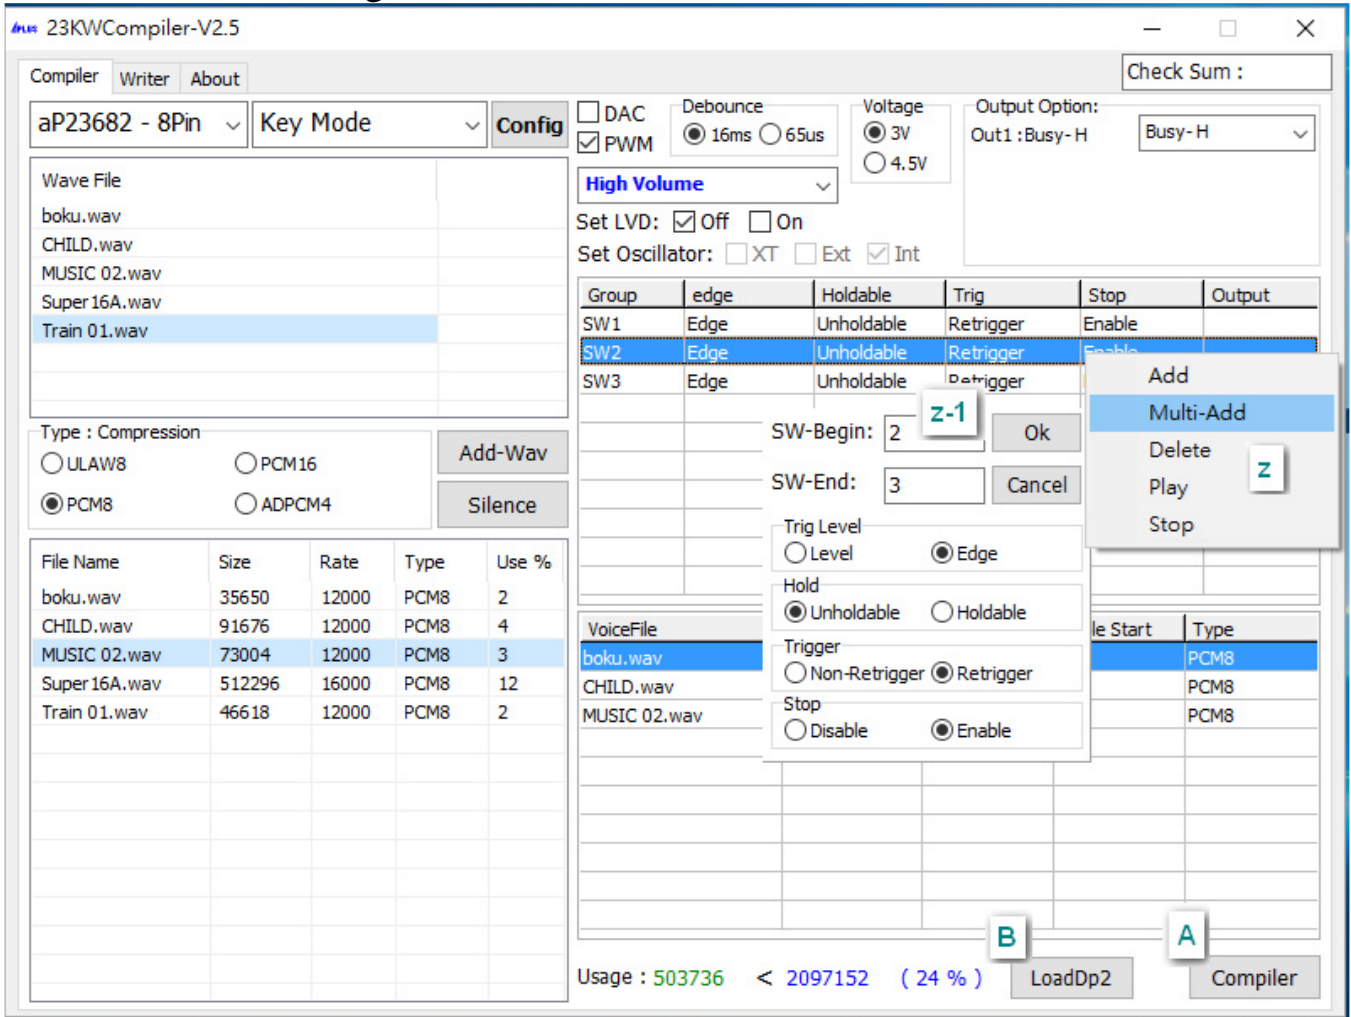 23KWCompiler-V2.5
Compiler Writer About
Check Sum :
aP23682 - 8Pin Key Mode Config
DAC
PWM
Debounce
16ms 65us
Voltage
3V
4.5V
Output Option:
Out1 :Busy- H Busy- H
High Volume
Set LVD: Off On
Set Oscillator: XT Ext Int
Wave File
boku.wav
CHILD.wav
MUSIC 02.wav
Super16A.wav
Train 01.wav
Group edge Holdable Trig Stop Output
SW1 Edge Unholdable Retrigger Enable
SW2 Edge Unholdable Retrigger Enable
SW3 Edge Unholdable Retrigger
Add
Multi-Add
Delete
Play
Stop
z
z-1
SW-Begin: 2 Ok
SW-End: 3 Cancel
Trig Level
Level Edge
Hold
Unholdable Holdable
Trigger
Non-Retrigger Retrigger
Stop
Disable Enable
Type : Compression
ULAW8 PCM16
PCM8 ADPCM4
Add-Wav
Silence
File Name Size Rate Type Use %
boku.wav 35650 12000 PCM8 2
CHILD.wav 91676 12000 PCM8 4
MUSIC 02.wav 73004 12000 PCM8 3
Super16A.wav 512296 16000 PCM8 12
Train 01.wav 46618 12000 PCM8 2
VoiceFile le Start Type
boku.wav PCM8
CHILD.wav PCM8
MUSIC 02.wav PCM8
B A
Usage : 503736 < 2097152 ( 24 % ) LoadDp2 Compiler